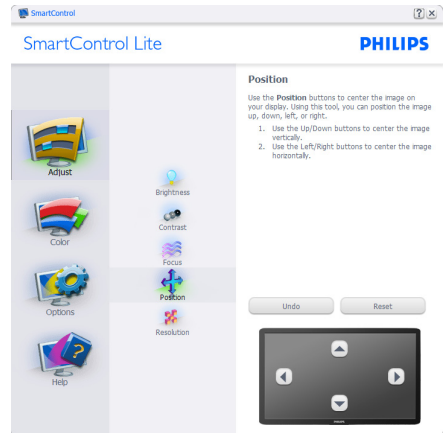 SmartControl
SmartControl Lite
PHILIPS
Adjust
Color
Options
Help
Brightness
Contrast
Focus
Position
Resolution
Position
Use the Position buttons to center the image on
your display. Using this tool, you can position the image
up, down, left, or right.
1. Use the Up/Down buttons to center the image
vertically.
2. Use the Left/Right buttons to center the image
horizontally.
Undo
Reset
PHILIPS